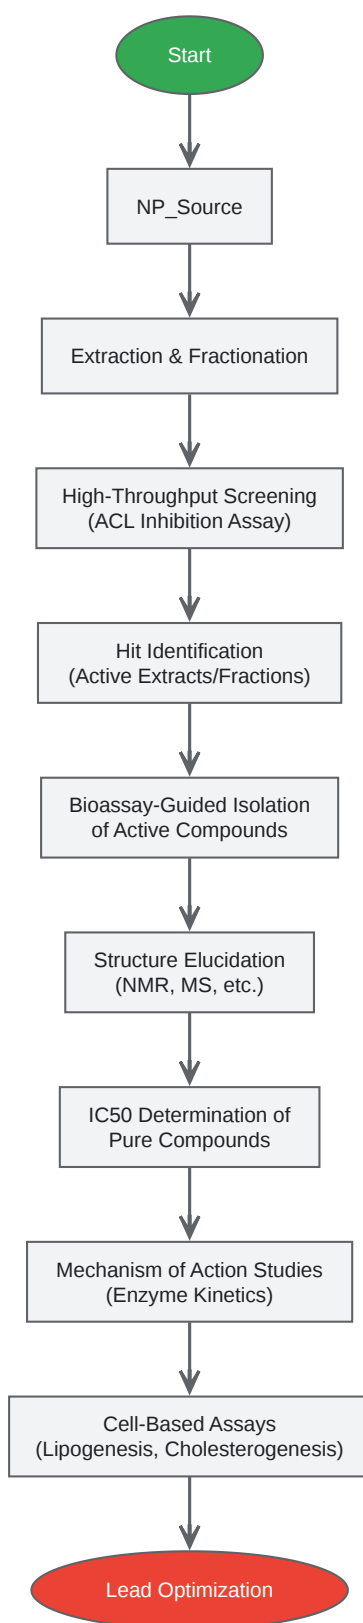 Start
NP_Source
Extraction & Fractionation
High-Throughput Screening
(ACL Inhibition Assay)
Hit Identification
(Active Extracts/Fractions)
Bioassay-Guided Isolation
of Active Compounds
Structure Elucidation
(NMR, MS, etc.)
IC50 Determination of
Pure Compounds
Mechanism of Action Studies
(Enzyme Kinetics)
Cell-Based Assays
(Lipogenesis, Cholesterogenesis)
Lead Optimization